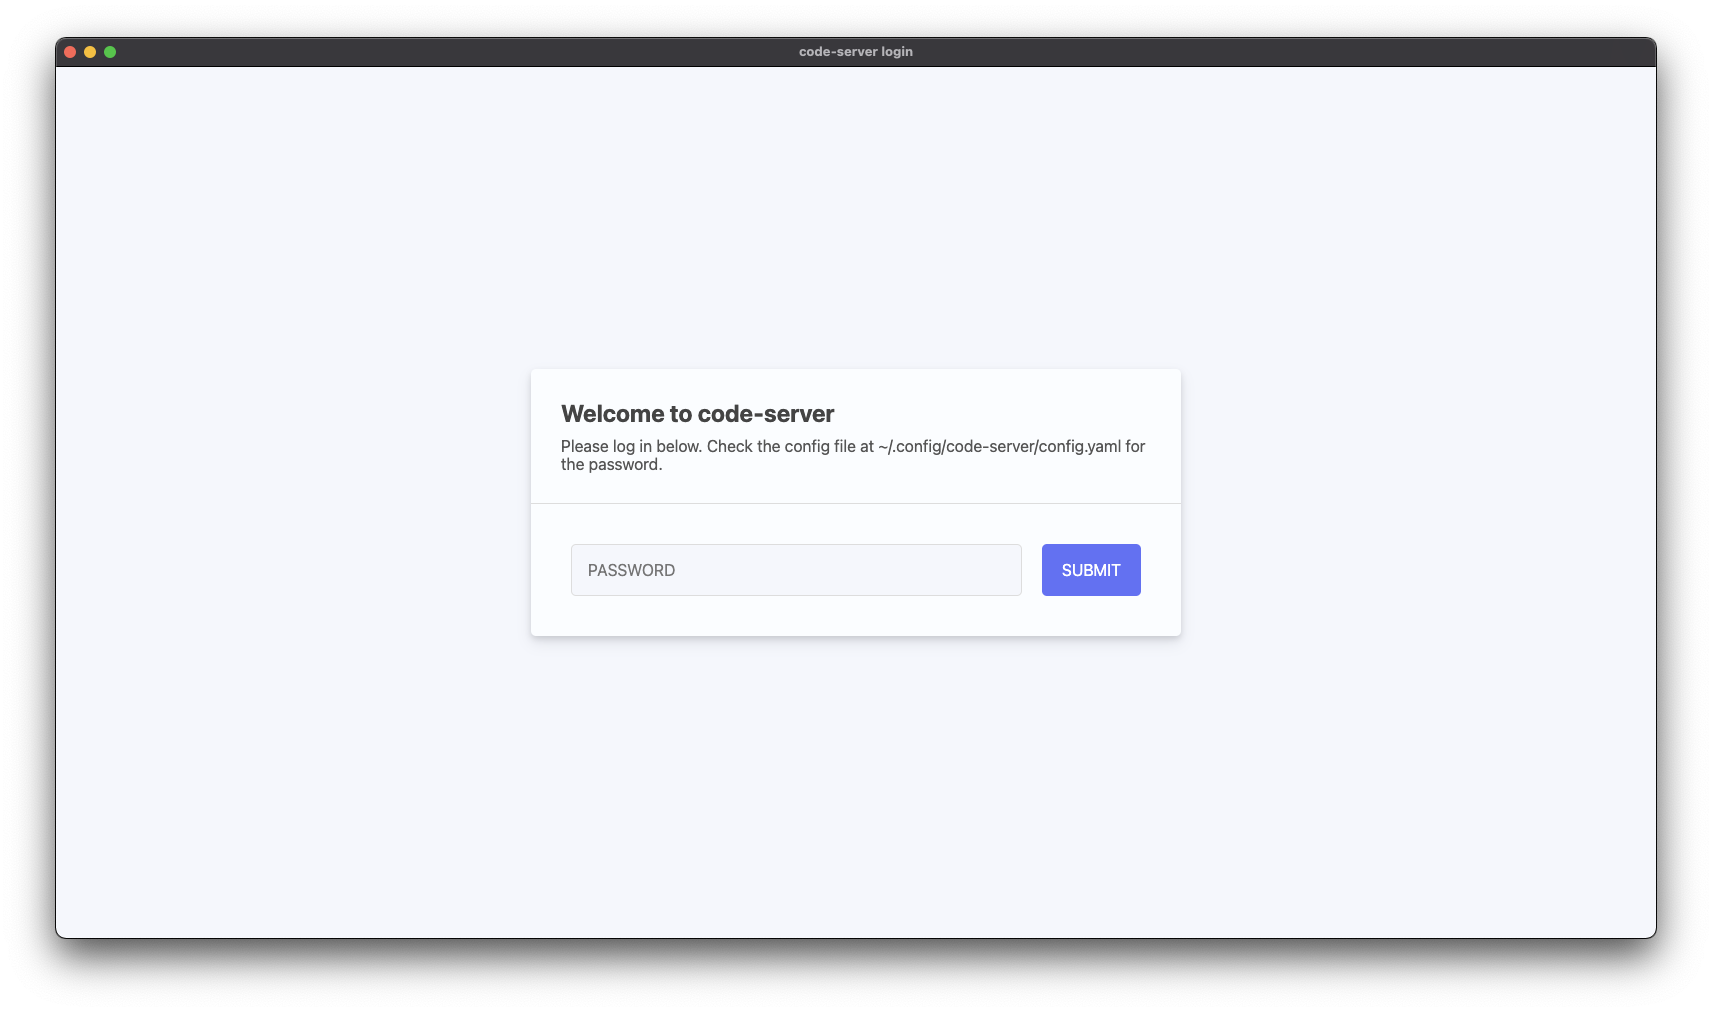 code-server login
Welcome to code-server
Please log in below. Check the config file at ~/.config/code-server/config.yaml for
the password.
PASSWORD
SUBMIT